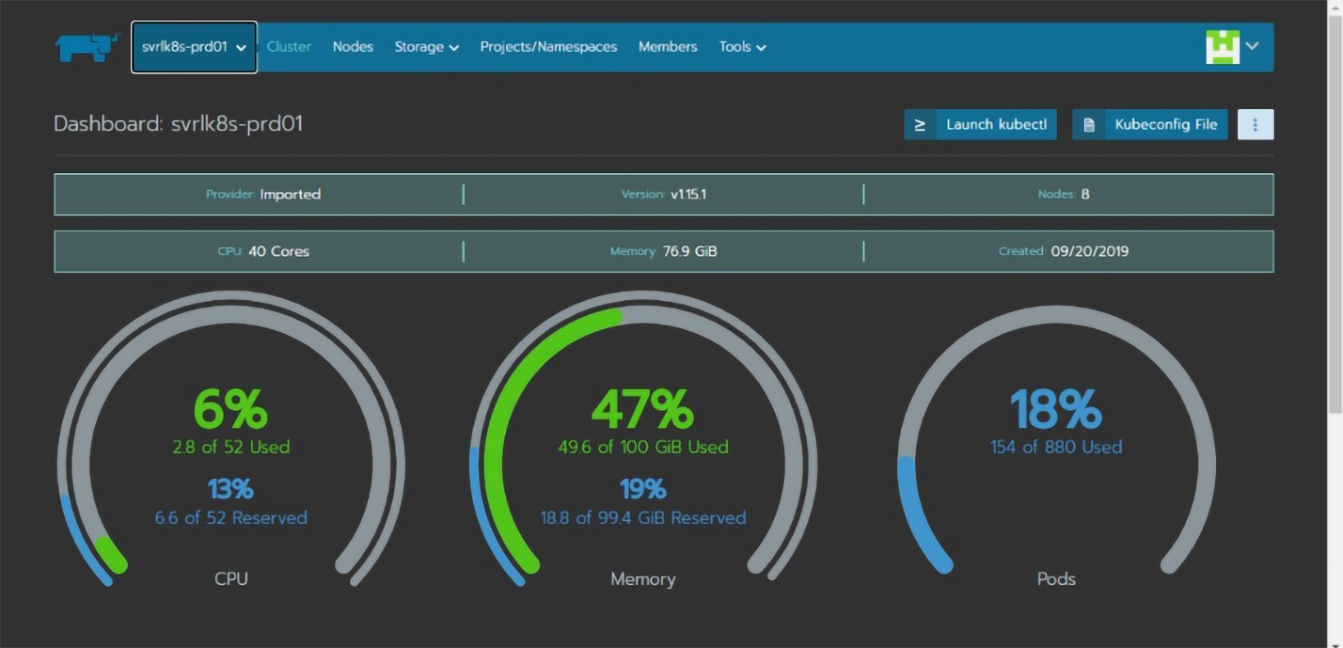 svrlk8s-prd01 Cluster Nodes Storage Projects/Namespaces Members Tools
Dashboard: svrlk8s-prd01 Launch kubectl Kubeconfig File
Provider: Imported Version: v1.15.1 Nodes: 8
CPU: 40 Cores Memory: 76.9 GiB Created: 09/20/2019
6% 47% 18%
2.8 of 52 Used 49.6 of 100 GiB Used 154 of 880 Used
13% 19%
6.6 of 52 Reserved 18.8 of 99.4 GiB Reserved
CPU Memory Pods